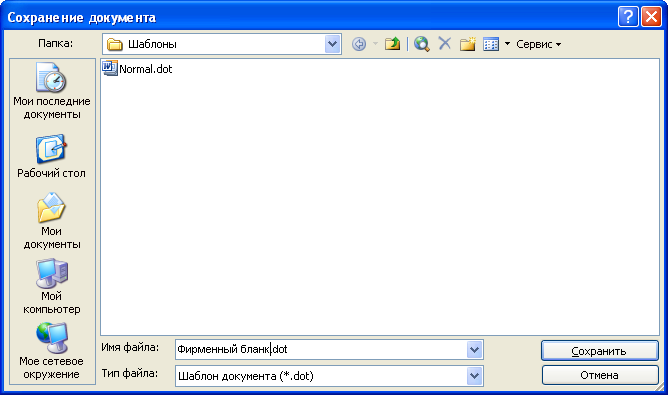 Сохранение документа
Папка:
Шаблоны
Сервис
Normal.dot
Мои последние
документы
Рабочий стол
Мои
документы
Мой
компьютер
Мое сетевое
окружение
Имя файла:
Фирменный бланк.dot
Сохранить
Тип файла:
Шаблон документа (*.dot)
Отмена